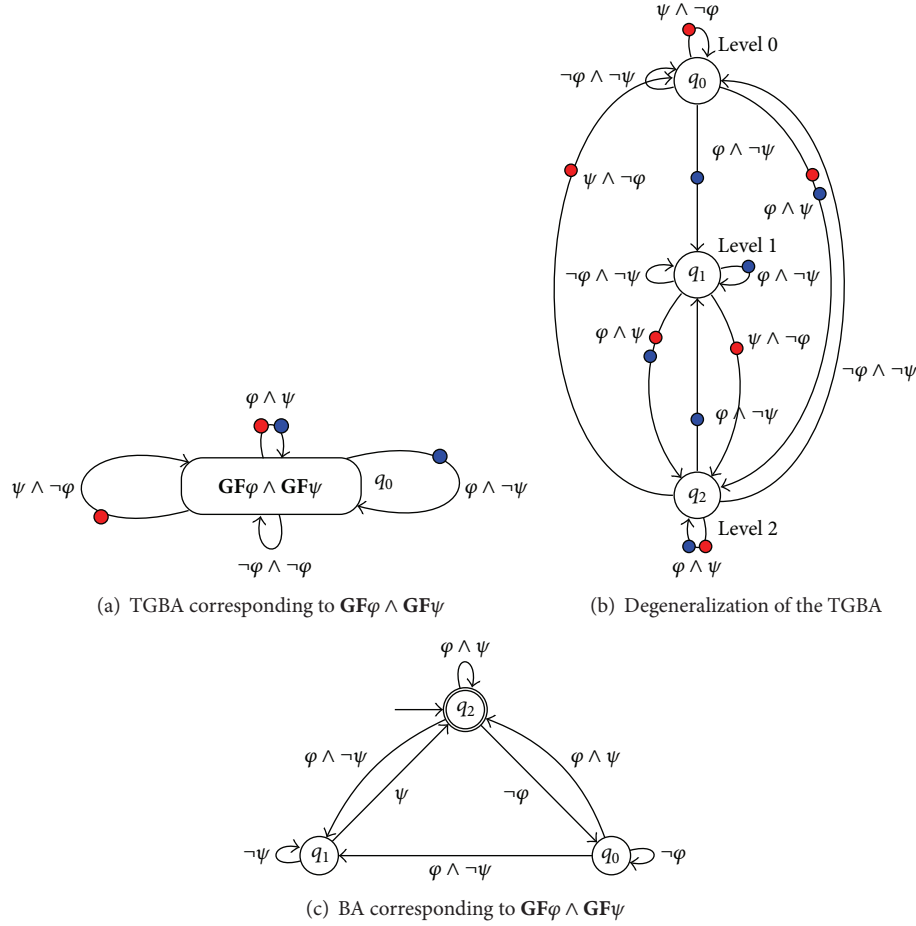 φ ∧ ψ
ψ ∧ ¬φ
GFφ ∧ GFψ
q0
φ ∧ ¬ψ
¬φ ∧ ¬φ
(a) TGBA corresponding to GFφ ∧ GFψ
ψ ∧ ¬φ
Level 0
¬φ ∧ ¬ψ
q0
φ ∧ ¬ψ
ψ ∧ ¬φ
φ ∧ ψ
Level 1
¬φ ∧ ¬ψ
q1
φ ∧ ¬ψ
φ ∧ ψ
ψ ∧ ¬φ
¬φ ∧ ¬ψ
φ ∧ ¬ψ
q2
Level 2
φ ∧ ψ
(b) Degeneralization of the TGBA
φ ∧ ψ
q2
φ ∧ ¬ψ
φ ∧ ψ
ψ
¬φ
¬ψ
q1
q0
¬φ
φ ∧ ¬ψ
(c) BA corresponding to GFφ ∧ GFψ